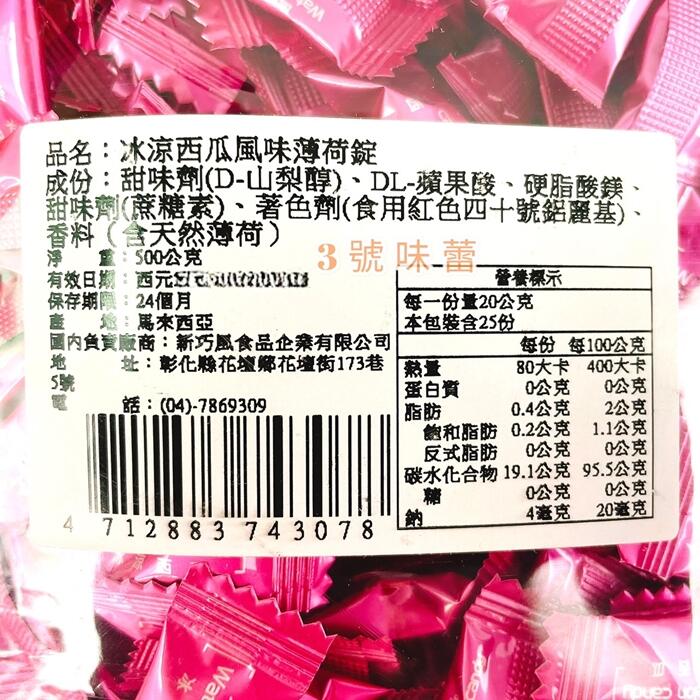 品名：冰涼西瓜風味薄荷錠
成份：甜味劑(D-山梨醇)、DL-蘋果酸、硬脂酸鎂、
甜味劑(蔗糖素)、著色劑(食用紅色四十號鋁麗基)、
香料（含天然薄荷）
3號味蕾
淨重：500公克
有效日期：西元
保存期限：24個月
產地：馬來西亞
國內負責廠商：新巧風食品企業有限公司
地址：彰化縣花壇鄉花壇街173巷
5號
電話：(04)-7869309
4 712883 743078
營養標示
每一份量20公克
本包裝含25份
每份 每100公克
熱量 80大卡 400大卡
蛋白質 0公克 0公克
脂肪 0.4公克 2公克
飽和脂肪 0.2公克 1.1公克
反式脂肪 0公克 0公克
碳水化合物 19.1公克 95.5公克
糖 0公克 0公克
鈉 4毫克 20毫克